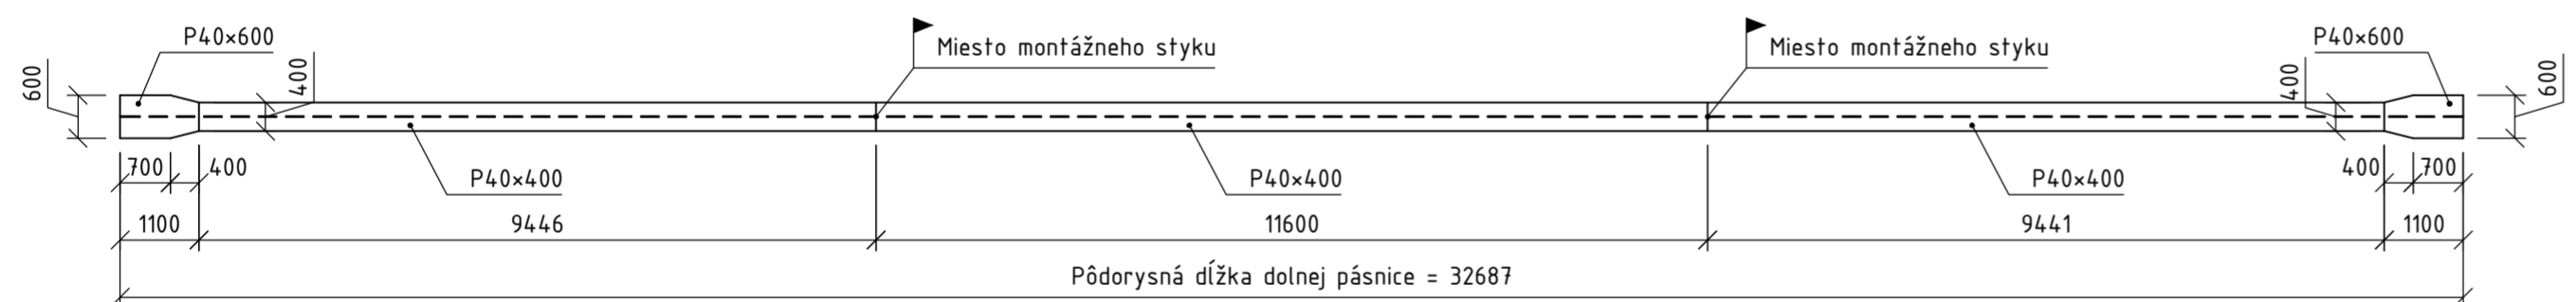 P40×600
Miesto montážneho styku
Miesto montážneho styku
P40×600
600
400
400
600
700
400
P40×400
P40×400
P40×400
400
700
1100
9446
11600
9441
1100
Pôdorysná dĺžka dolnej pásnice = 32687